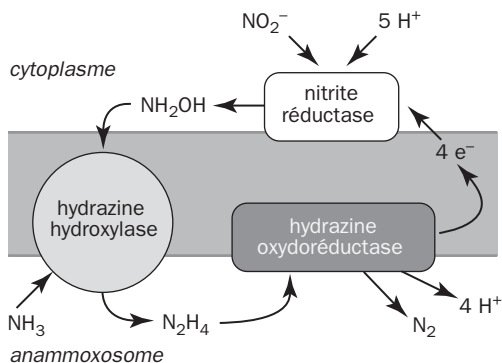 NO₂⁻
5 H⁺
cytoplasme
nitrite
réductase
NH₂OH
4 e⁻
hydrazine
hydroxylase
hydrazine
oxydoréductase
NH₃
N₂H₄
N₂
4 H⁺
anammoxosome